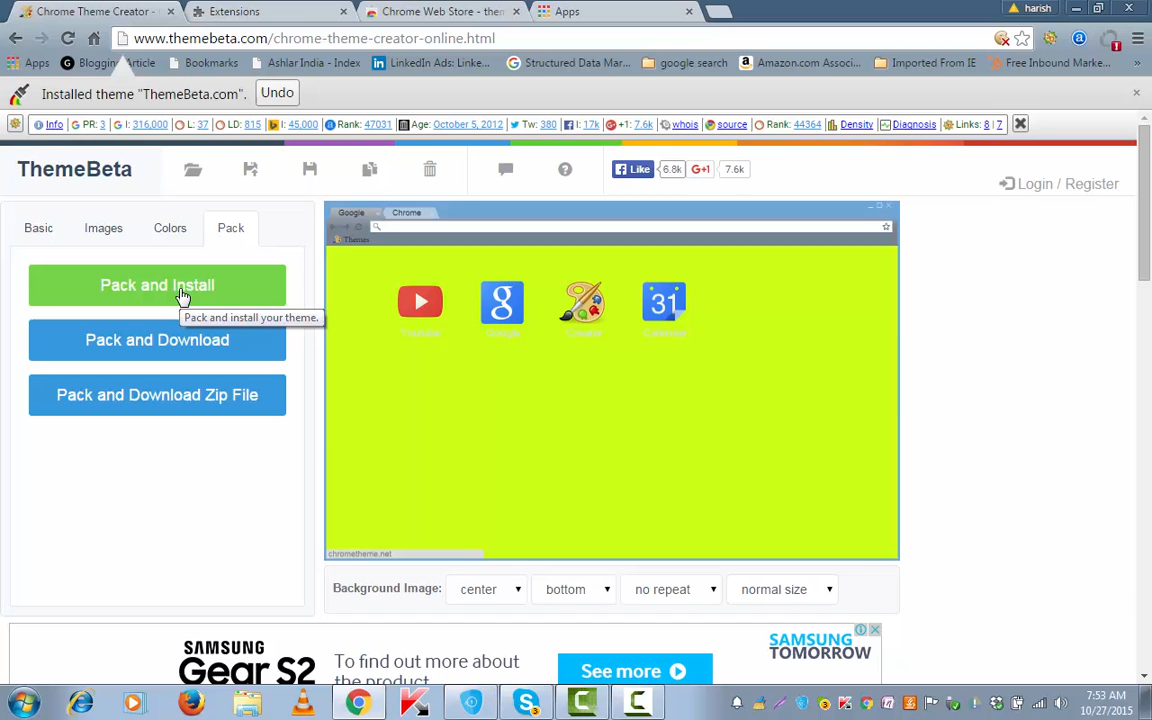 Chrome Theme Creator -
Extensions
Chrome Web Store - them
Apps
harish
www.themebeta.com/chrome-theme-creator-online.html
Apps
Blogging Article
Bookmarks
Ashlar India - Index
LinkedIn Ads: Linke...
Structured Data Mar...
google search
Amazon.com Associ...
Imported From IE
Free Inbound Marke...
Installed theme "ThemeBeta.com".
Undo
Info
PR: 3
I: 316,000
L: 37
LD: 815
I: 45,000
Rank: 47031
Age: October 5, 2012
Tw: 380
I: 17k
+1: 7.6k
whois
source
Rank: 44364
Density
Diagnosis
Links: 8 | 7
ThemeBeta
Like
6.8k
G+1
7.6k
Login / Register
Basic
Images
Colors
Pack
Pack and Install
Pack and install your theme.
Pack and Download
Pack and Download Zip File
Google
Chrome
Themes
31
Youtube
Google
Creator
Calendar
chrometheme.net
Background Image:
center
bottom
no repeat
normal size
SAMSUNG
Gear S2
To find out more about
the product
See more
SAMSUNG
TOMORROW
7:53 AM
10/27/2015